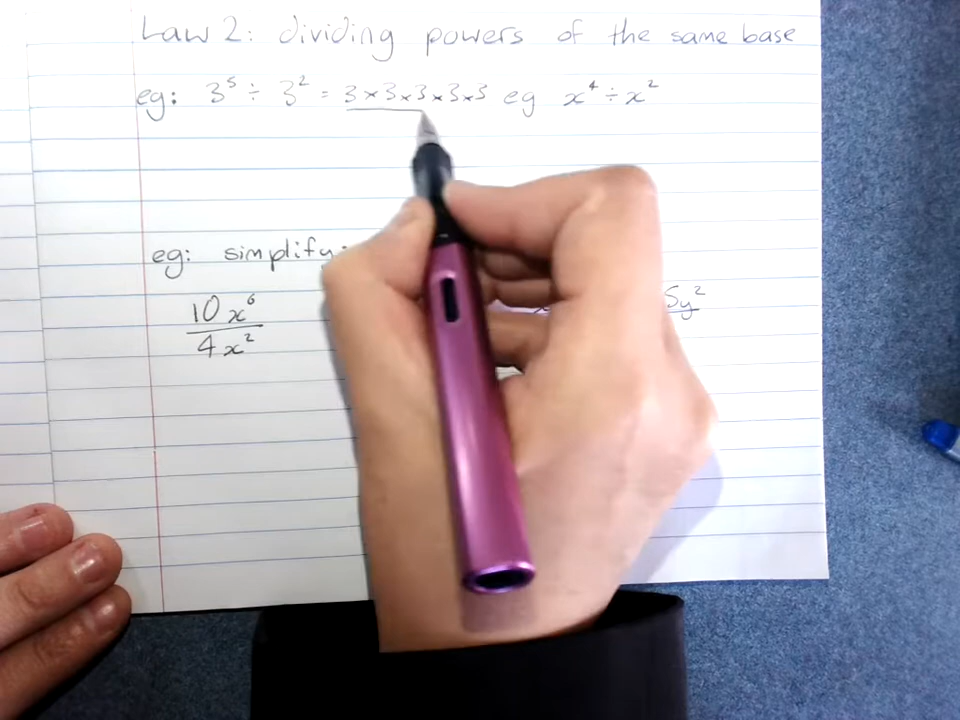 Law 2: dividing powers of the same base
eg: 3⁵ ÷ 3² = 3×3×3×3×3 eg x⁴ ÷ x²
eg: simplify:
10x⁶ 5y²
4x²